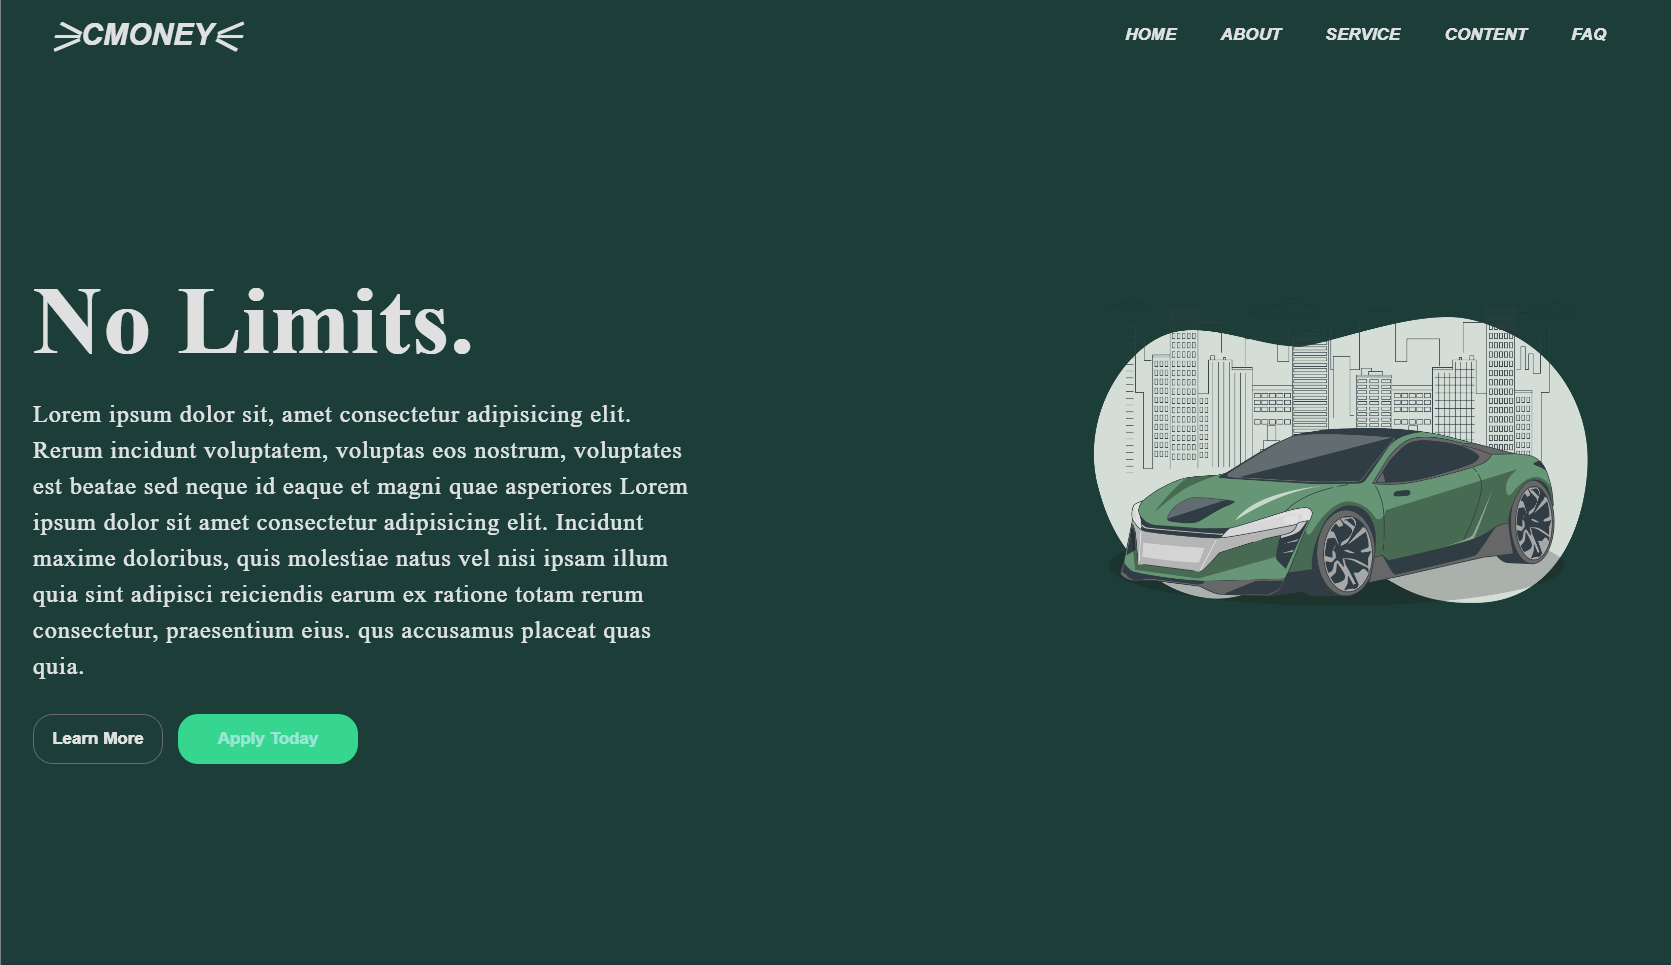 CMONEY
HOME ABOUT SERVICE CONTENT FAQ
No Limits.
Lorem ipsum dolor sit, amet consectetur adipisicing elit.
Rerum incidunt voluptatem, voluptas eos nostrum, voluptates
est beatae sed neque id eaque et magni quae asperiores Lorem
ipsum dolor sit amet consectetur adipisicing elit. Incidunt
maxime doloribus, quis molestiae natus vel nisi ipsam illum
quia sint adipisci reiciendis earum ex ratione totam rerum
consectetur, praesentium eius. qus accusamus placeat quas
quia.
Learn More Apply Today